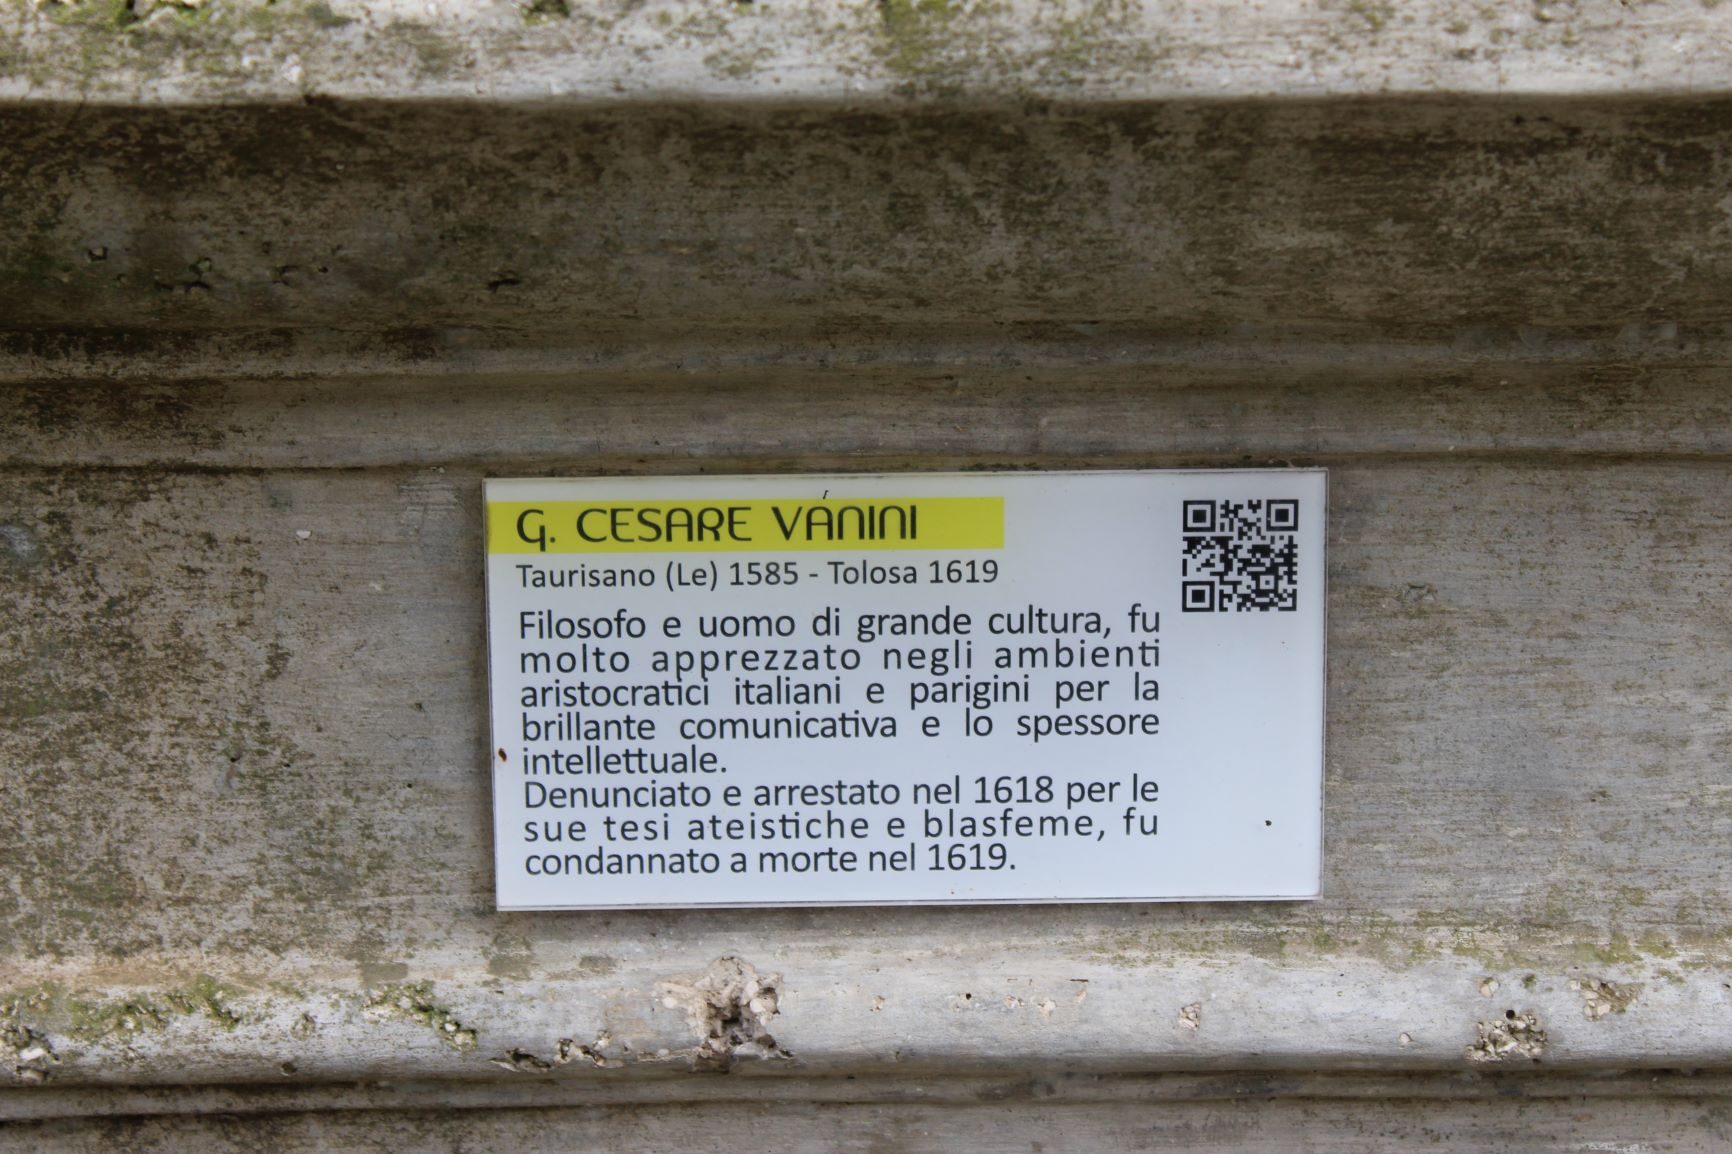 G. CESARE VANINI
Taurisano (Le) 1585 - Tolosa 1619
Filosofo e uomo di grande cultura, fu
molto apprezzato negli ambienti
aristocratici italiani e parigini per la
brillante comunicativa e lo spessore
intellettuale.
Denunciato e arrestato nel 1618 per le
sue tesi ateistiche e blasfeme, fu
condannato a morte nel 1619.